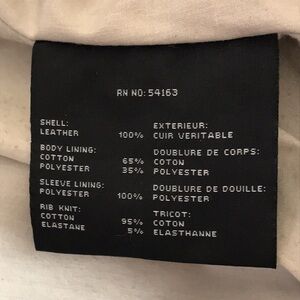 RN NO: 54163
SHELL: EXTERIEUR:
LEATHER 100% CUIR VERITABLE
BODY LINING: DOUBLURE DE CORPS:
COTTON 65% COTON
POLYESTER 35% POLYESTER
SLEEVE LINING: DOUBLURE DE DOUILLE:
POLYESTER 100% POLYESTER
RIB KNIT: TRICOT:
COTTON 95% COTON
ELASTANE 5% ELASTHANNE